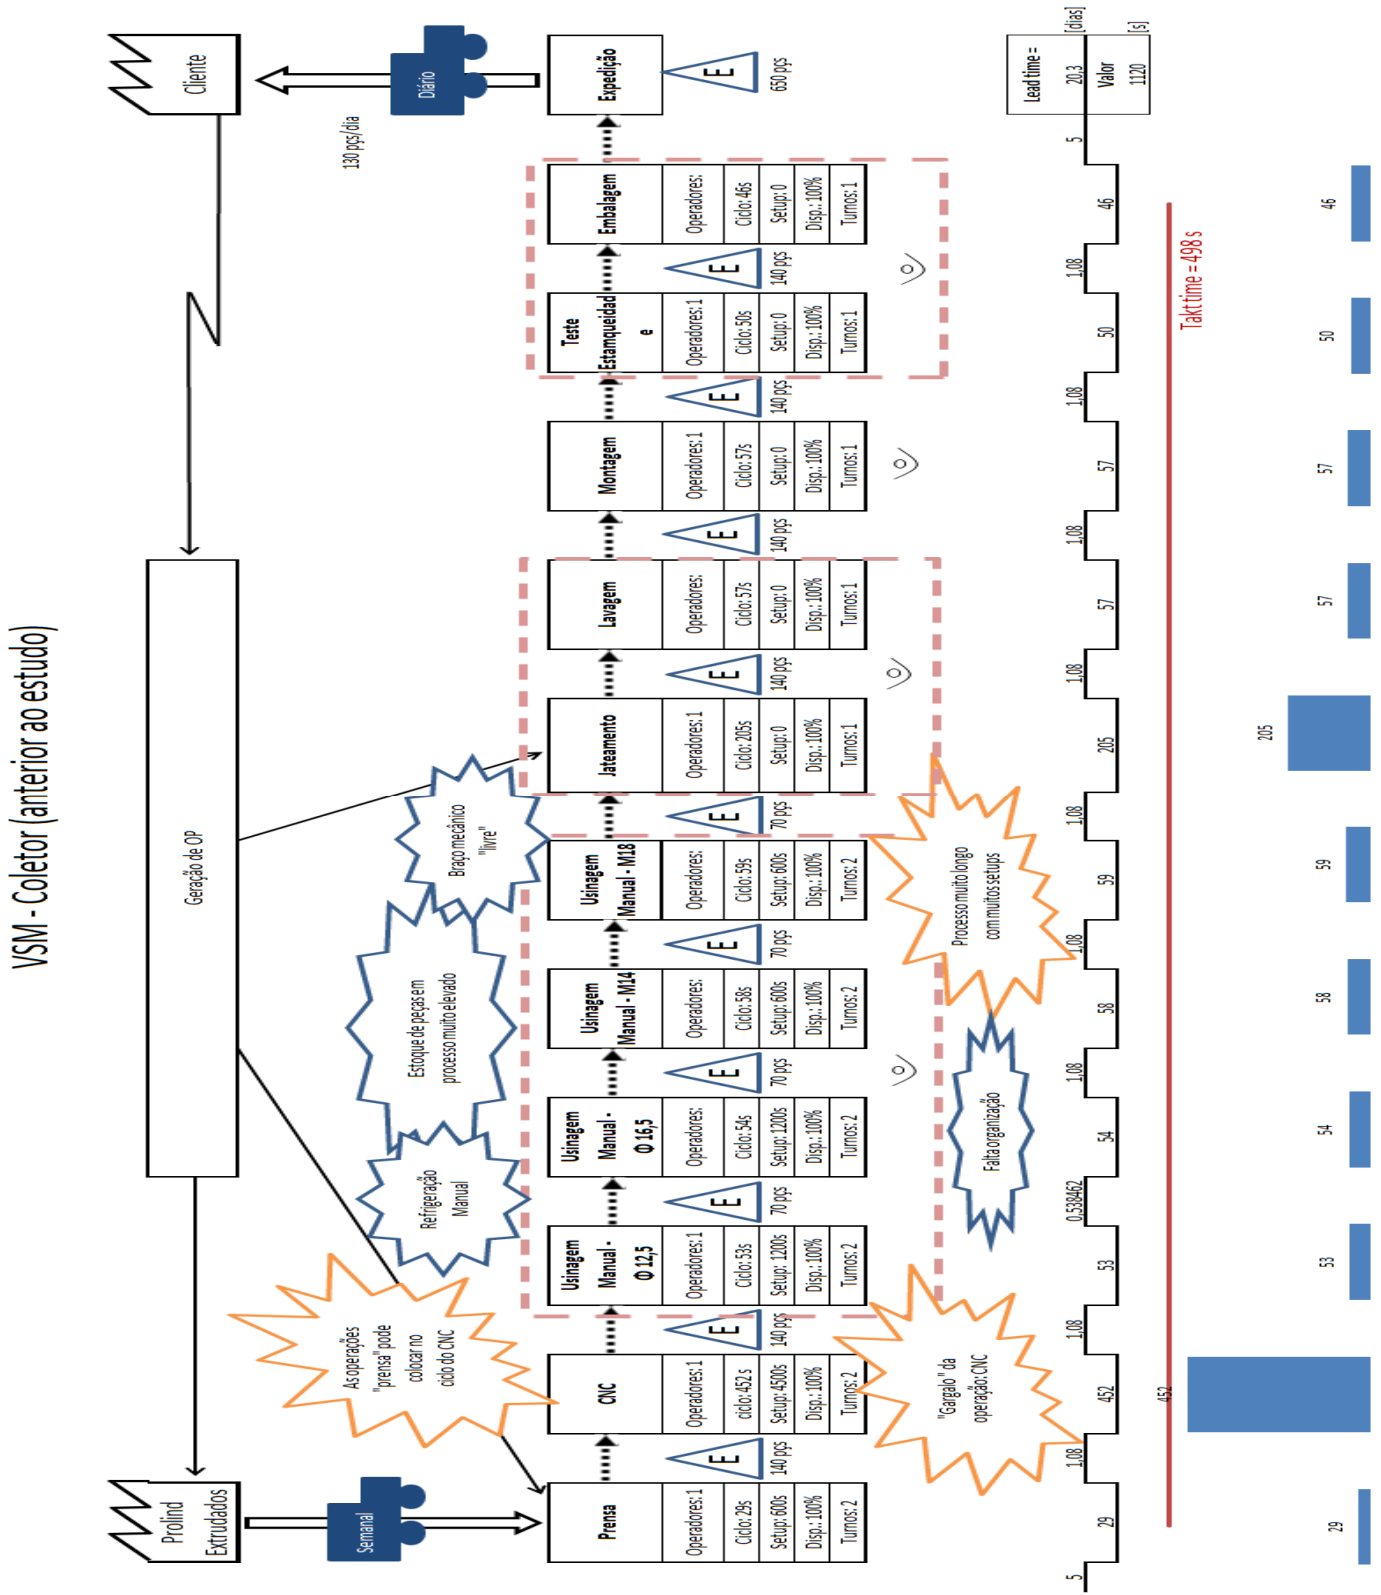 VSM - Coletor (anterior ao estudo)
Prolind
Extrudados
Geração de OP
Cliente
Semanal
Diário
130 pçs/dia
As operações
"prensa" pode
colocar no
ciclo do CNC
Refrigeração
Manual
Estoque de peças em
processo muito elevado
Braço mecânico
"livre"
Prensa
Operadores: 1
Ciclo: 29s
Setup: 600s
Disp.: 100%
Turnos: 2
E
140 pçs
CNC
Operadores: 1
ciclo: 452 s
Setup: 4500s
Disp.: 100%
Turnos: 2
E
140 pçs
Usinagem
Manual -
Φ 12,5
Operadores: 1
Ciclo: 53s
Setup: 1200s
Disp.: 100%
Turnos: 2
E
70 pçs
Usinagem
Manual -
Φ 16,5
Operadores:
Ciclo: 54s
Setup: 1200s
Disp.: 100%
Turnos: 2
E
70 pçs
Usinagem
Manual - M14
Operadores:
Ciclo: 58s
Setup: 600s
Disp.: 100%
Turnos: 2
E
70 pçs
Usinagem
Manual - M18
Operadores:
Ciclo: 59s
Setup: 600s
Disp.: 100%
Turnos: 2
E
70 pçs
Jateamento
Operadores: 1
Ciclo: 205s
Setup: 0
Disp.: 100%
Turnos: 1
E
140 pçs
Lavagem
Operadores:
Ciclo: 57s
Setup: 0
Disp.: 100%
Turnos: 1
E
140 pçs
Montagem
Operadores: 1
Ciclo: 57s
Setup: 0
Disp.: 100%
Turnos: 1
E
140 pçs
Teste
Estamqueidad
e
Operadores: 1
Ciclo: 50s
Setup: 0
Disp.: 100%
Turnos: 1
E
140 pçs
Embalagem
Operadores:
Ciclo: 46s
Setup: 0
Disp.: 100%
Turnos: 1
Expedição
E
650 pçs
"Gargalo" da
operação: CNC
Falta organização
Processo muito longo
com muitos setups
5
29
1,08
452
1,08
53
0,538462
54
1,08
58
1,08
59
1,08
205
1,08
57
1,08
57
1,08
50
1,08
46
5
Lead time =
20,3
[dias]
Valor
1120
[s]
Takt time = 498 s
29
452
53
54
58
59
205
57
57
50
46